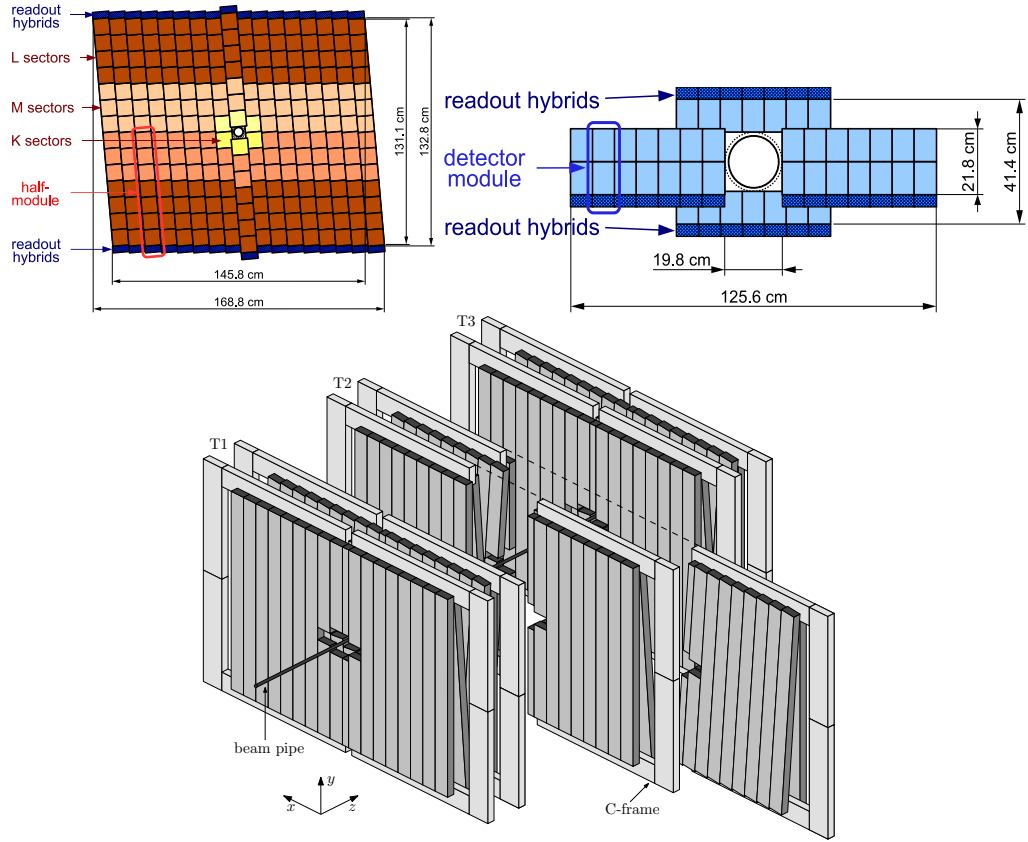 readout
hybrids
L sectors
M sectors
K sectors
half-
module
readout
hybrids
131.1 cm
132.8 cm
145.8 cm
168.8 cm
readout hybrids
detector
module
readout hybrids
21.8 cm
41.4 cm
19.8 cm
125.6 cm
T3
T2
T1
beam pipe
y
x
z
C-frame